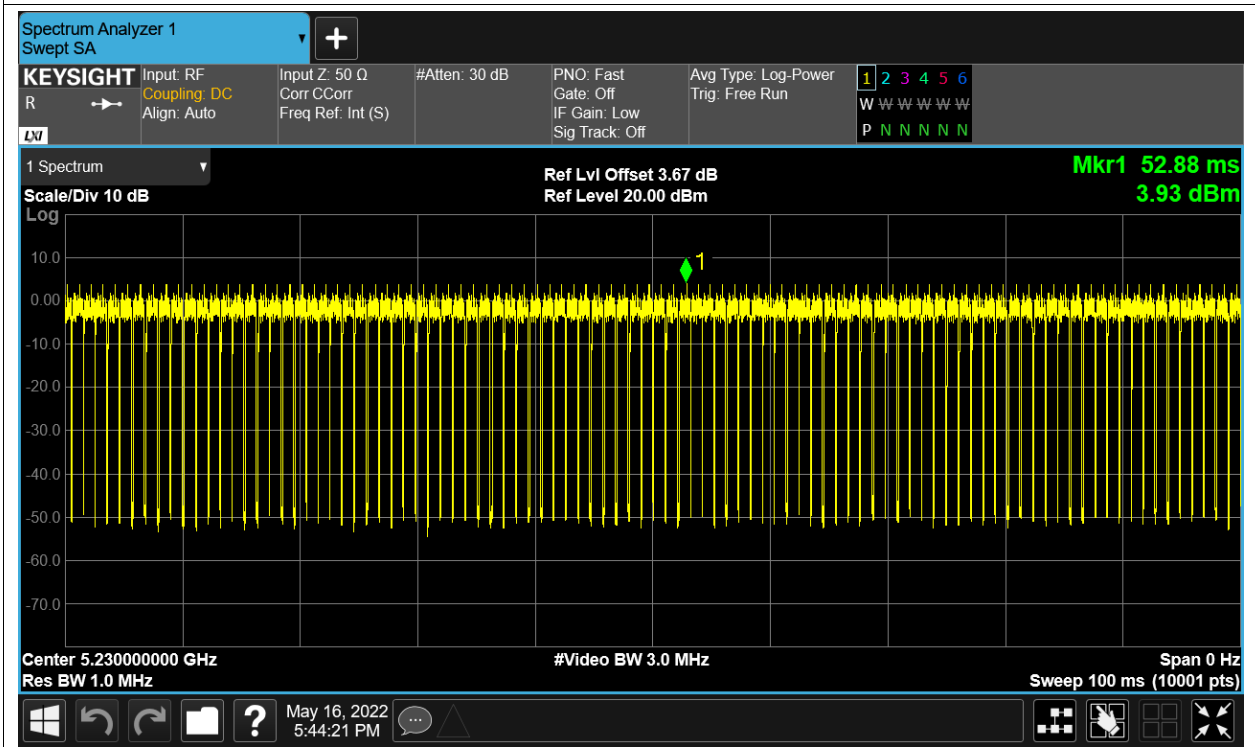 Spectrum Analyzer 1
Swept SA
+
KEYSIGHT
R
LXI
Input: RF
Coupling: DC
Align: Auto
Input Z: 50 Ω
Corr CCorr
Freq Ref: Int (S)
#Atten: 30 dB
PNO: Fast
Gate: Off
IF Gain: Low
Sig Track: Off
Avg Type: Log-Power
Trig: Free Run
1 2 3 4 5 6
W W W W W W
P N N N N N
1 Spectrum
Scale/Div 10 dB
Log
Ref Lvl Offset 3.67 dB
Ref Level 20.00 dBm
Mkr1 52.88 ms
3.93 dBm
1
10.0
0.00
-10.0
-20.0
-30.0
-40.0
-50.0
-60.0
-70.0
Center 5.230000000 GHz
Res BW 1.0 MHz
#Video BW 3.0 MHz
Span 0 Hz
Sweep 100 ms (10001 pts)
?
May 16, 2022
5:44:21 PM